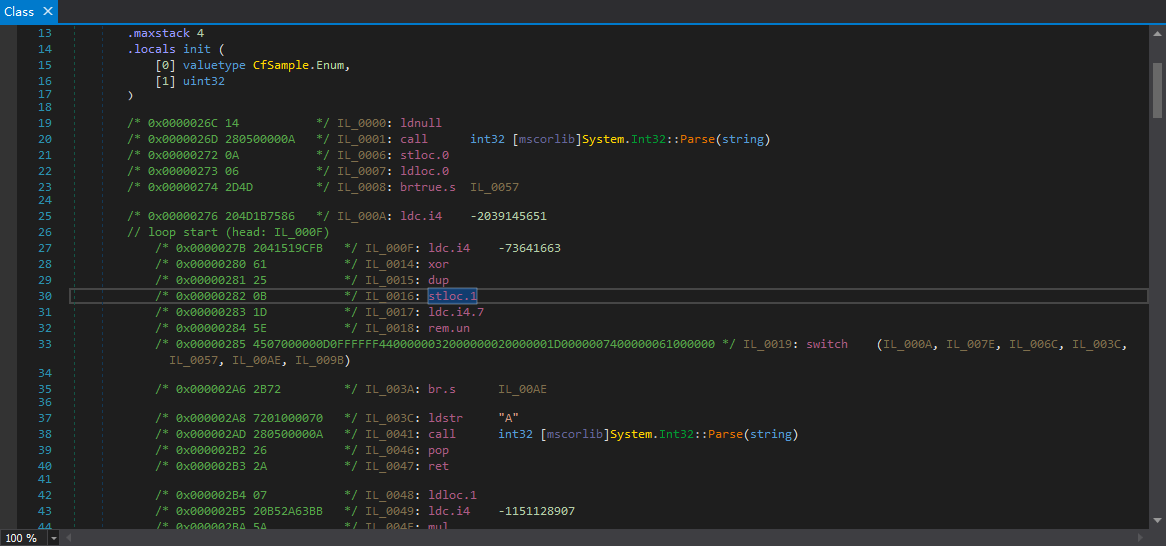 Class ✕
13 .maxstack 4
14 .locals init (
15 [0] valuetype CfSample.Enum,
16 [1] uint32
17 )
18
19 /* 0x0000026C 14 */ IL_0000: ldnull
20 /* 0x0000026D 280500000A */ IL_0001: call int32 [mscorlib]System.Int32::Parse(string)
21 /* 0x00000272 0A */ IL_0006: stloc.0
22 /* 0x00000273 06 */ IL_0007: ldloc.0
23 /* 0x00000274 2D4D */ IL_0008: brtrue.s IL_0057
24
25 /* 0x00000276 204D1B7586 */ IL_000A: ldc.i4 -2039145651
26 // loop start (head: IL_000F)
27 /* 0x0000027B 2041519CFB */ IL_000F: ldc.i4 -73641663
28 /* 0x00000280 61 */ IL_0014: xor
29 /* 0x00000281 25 */ IL_0015: dup
30 /* 0x00000282 0B */ IL_0016: stloc.1
31 /* 0x00000283 1D */ IL_0017: ldc.i4.7
32 /* 0x00000284 5E */ IL_0018: rem.un
33 /* 0x00000285 4507000000D0FFFFFF44000000320000000200000001D0000007400000061000000 */ IL_0019: switch (IL_000A, IL_007E, IL_006C, IL_003C,
IL_0057, IL_00AE, IL_009B)
34
35 /* 0x000002A6 2B72 */ IL_003A: br.s IL_00AE
36
37 /* 0x000002A8 7201000070 */ IL_003C: ldstr "A"
38 /* 0x000002AD 280500000A */ IL_0041: call int32 [mscorlib]System.Int32::Parse(string)
39 /* 0x000002B2 26 */ IL_0046: pop
40 /* 0x000002B3 2A */ IL_0047: ret
41
42 /* 0x000002B4 07 */ IL_0048: ldloc.1
43 /* 0x000002B5 20B52A63BB */ IL_0049: ldc.i4 -1151128907
44 /* 0x000002BA 5A */ IL_004E: mul
100 %